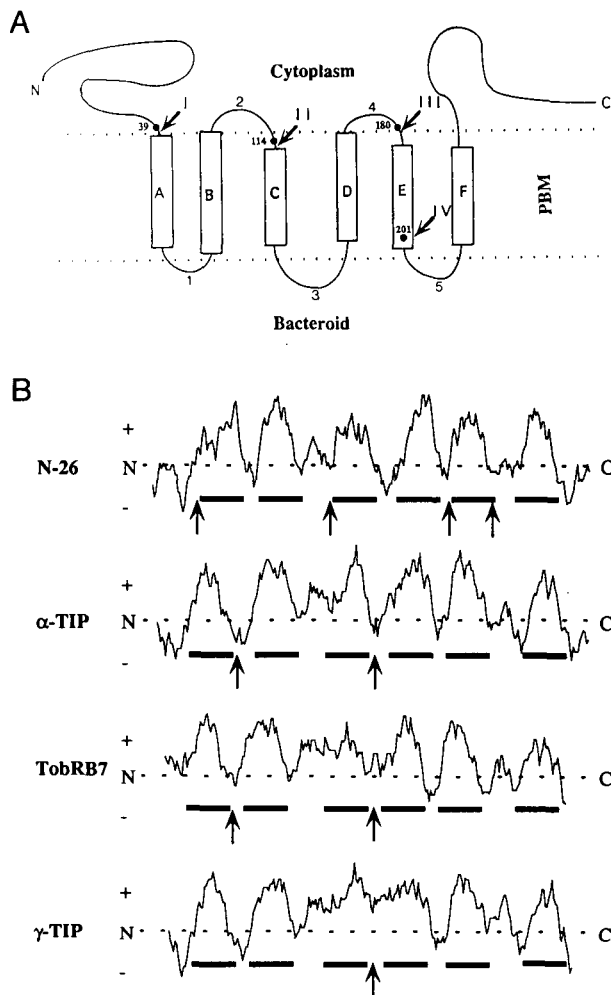 A
N
Cytoplasm
C
I
2
II
4
III
39
114
180
A
B
C
D
E
F
PBM
201
IV
1
3
5
Bacteroid
B
+
N-26
N
C
-
+
α-TIP
N
C
-
+
TobRB7
N
C
-
+
γ-TIP
N
C
-